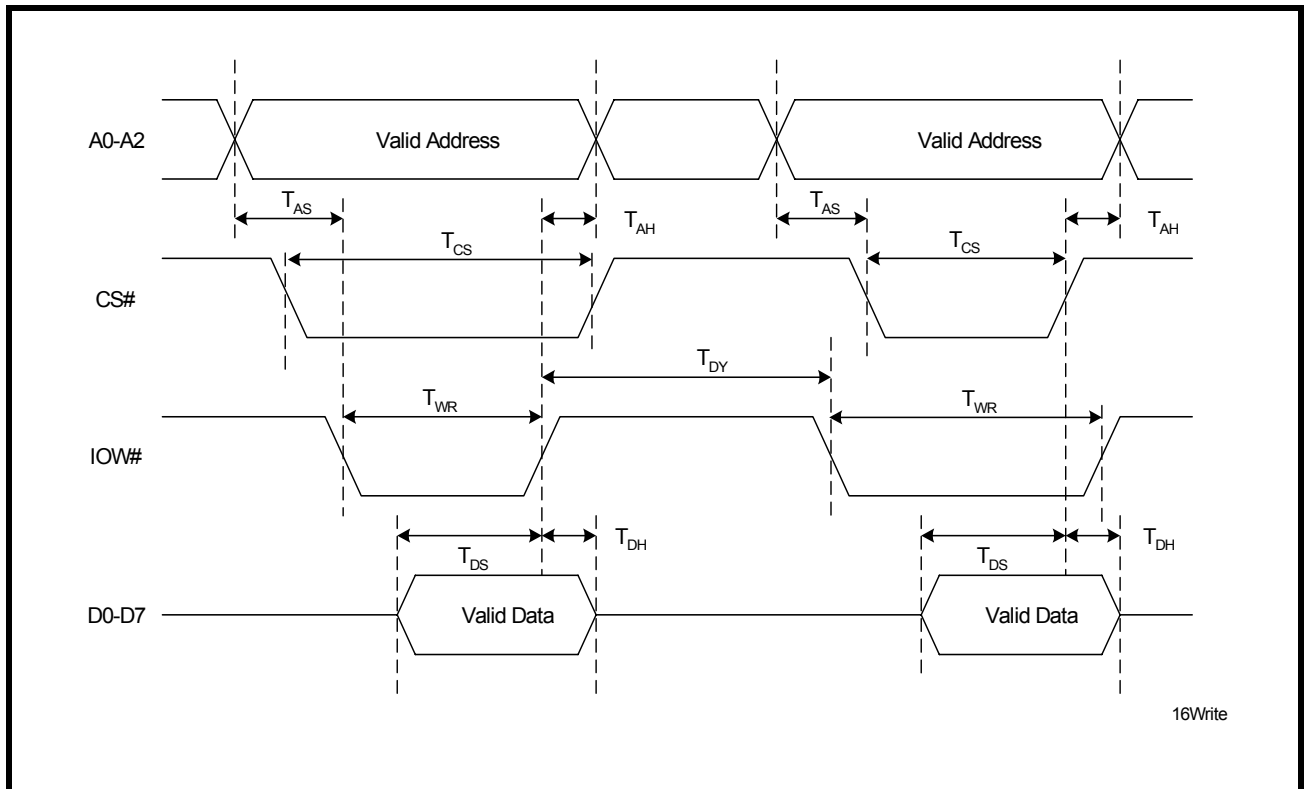 A0-A2
Valid Address
Valid Address
TAS
TAH
TAS
TAH
TCS
TCS
CS#
TDY
TWR
TWR
IOW#
TDS
TDH
TDS
TDH
D0-D7
Valid Data
Valid Data
16Write